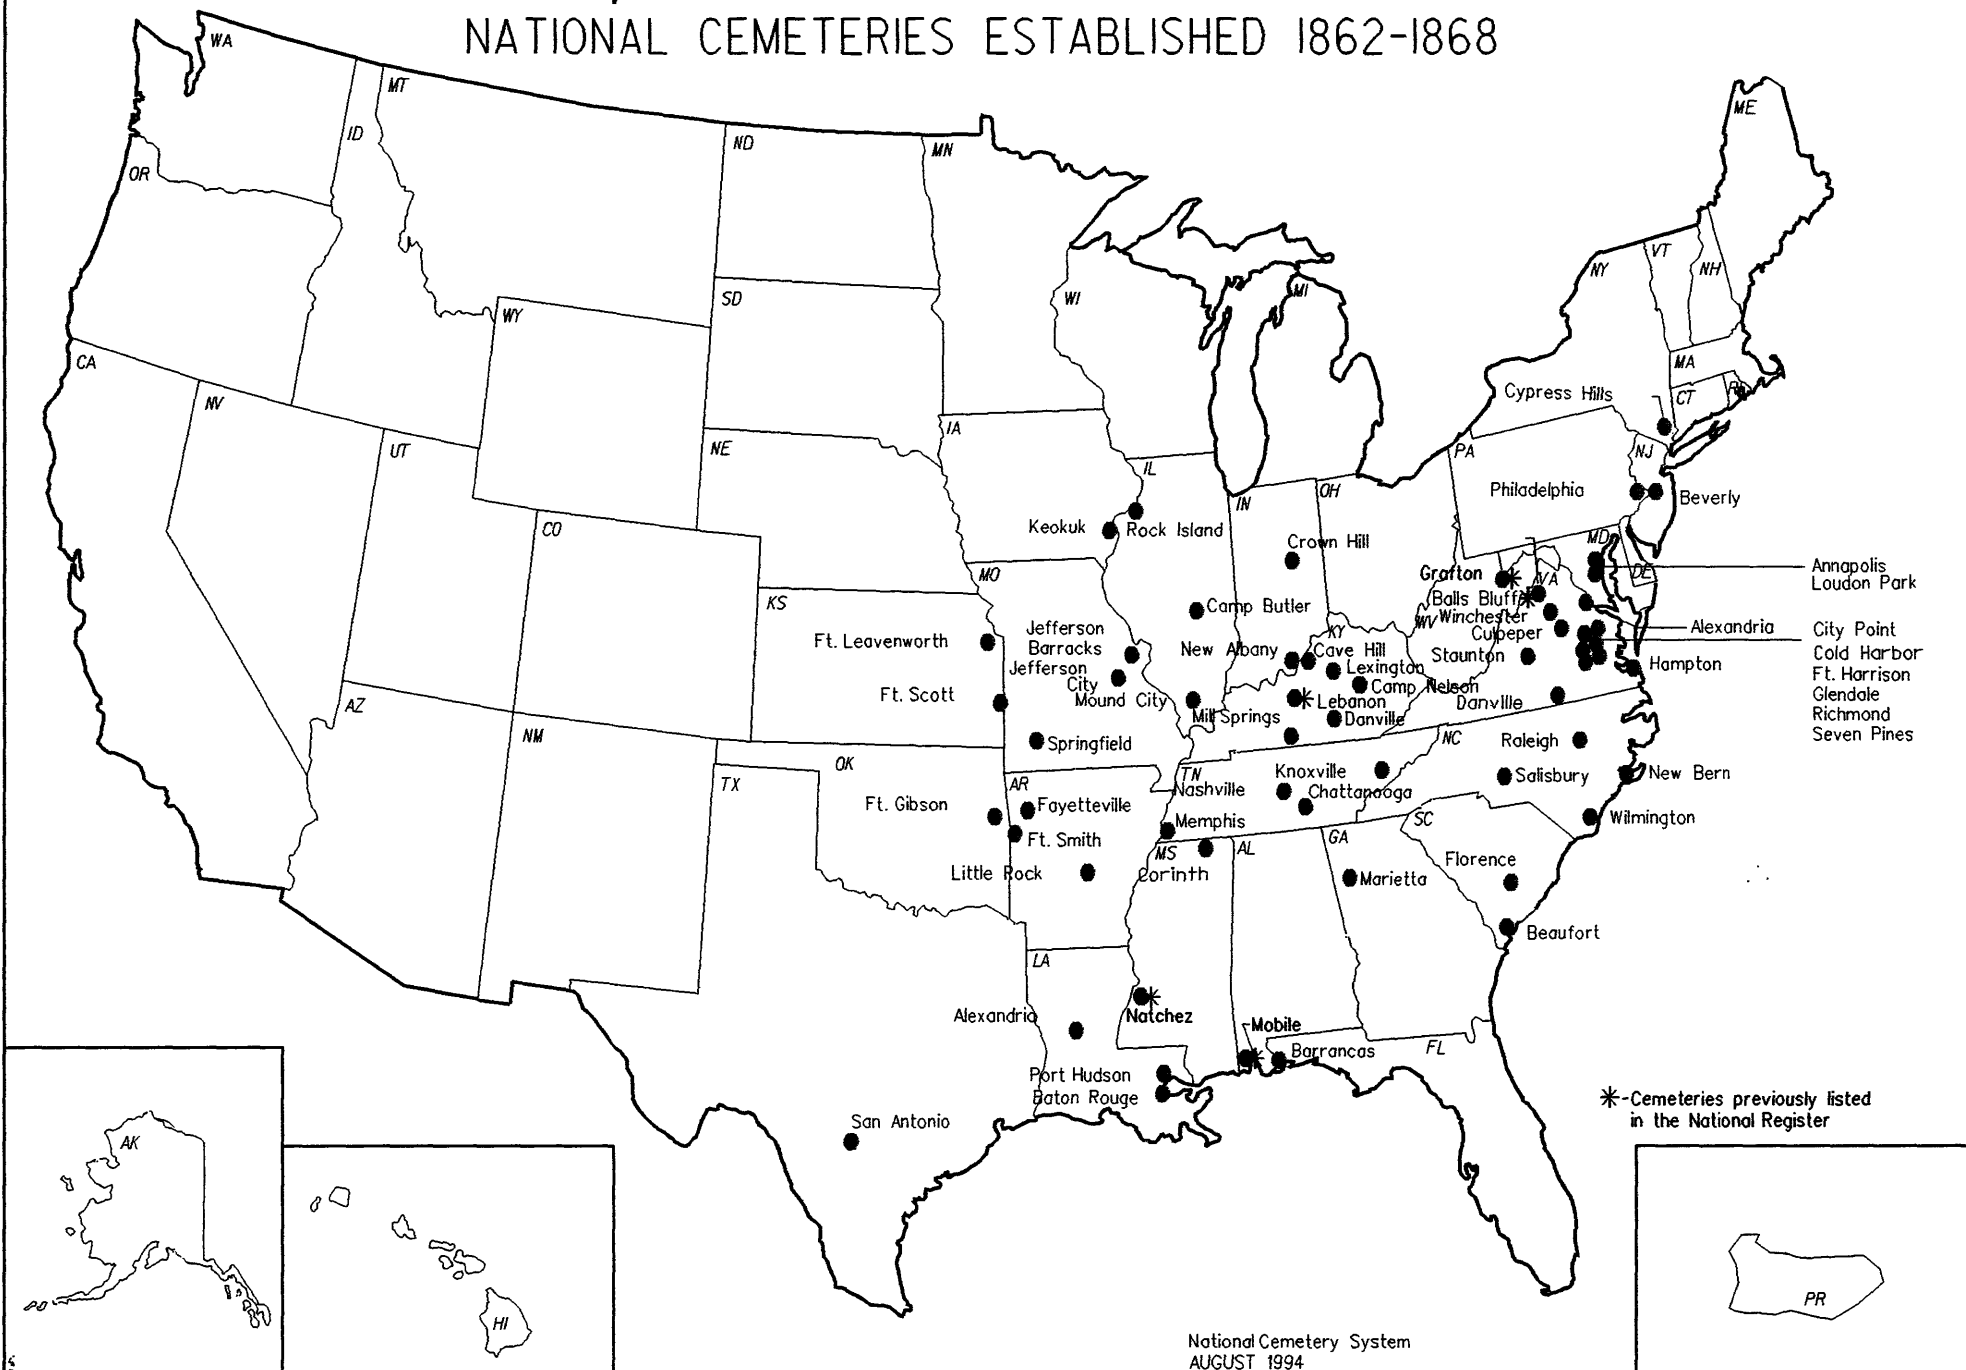 NATIONAL CEMETERIES ESTABLISHED 1862-1868
WA
MT
ID
OR
ND
MN
ME
SD
WY
WI
MI
NY
VT
NH
CA
NV
UT
NE
IA
IL
MA
CT
RI
Cypress Hills
PA
NJ
Philadelphia
Beverly
CO
IN
OH
Keokuk
Rock Island
Crown Hill
MD
DE
Annapolis
Loudon Park
MO
KS
Grafton
VA
Balls Bluff
Winchester
WV
Culpeper
Staunton
Alexandria
City Point
Cold Harbor
Ft. Harrison
Glendale
Richmond
Seven Pines
Hampton
Camp Butler
Ft. Leavenworth
Jefferson
Barracks
Jefferson
City
Mound City
New Albany
KY
Cave Hill
Lexington
Camp Nelson
Lebanon
Danville
Mill Springs
Danville
Ft. Scott
Springfield
AZ
NM
OK
TX
AR
TN
NC
Raleigh
Salisbury
New Bern
Wilmington
Knoxville
Nashville
Chattanooga
Memphis
Ft. Gibson
Fayetteville
Ft. Smith
Little Rock
MS
Corinth
AL
GA
SC
Marietta
Florence
Beaufort
LA
Alexandria
Natchez
Mobile
Barrancas
FL
Port Hudson
Baton Rouge
San Antonio
✳-Cemeteries previously listed
in the National Register
AK
HI
PR
National Cemetery System
AUGUST 1994